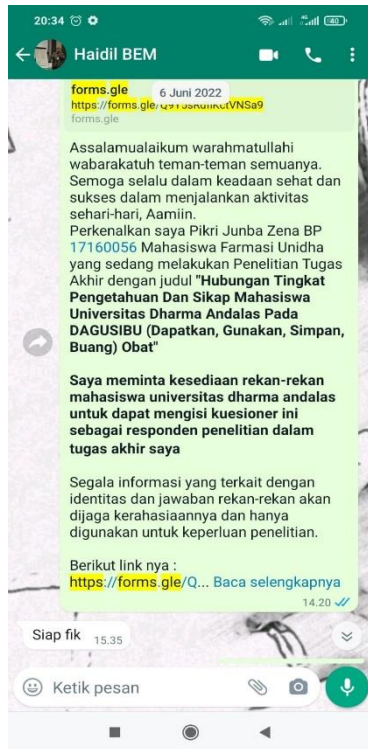 20:34
40
Haidil BEM
6 Juni 2022
forms.gle
forms.gle
Assalamualaikum warahmatullahi
wabarakatuh teman-teman semuanya.
Semoga selalu dalam keadaan sehat dan
sukses dalam menjalankan aktivitas
sehari-hari, Aamiin.
Perkenalkan saya Pikri Junba Zena BP
17160056 Mahasiswa Farmasi Unidha
yang sedang melakukan Penelitian Tugas
Akhir dengan judul "Hubungan Tingkat
Pengetahuan Dan Sikap Mahasiswa
Universitas Dharma Andalas Pada
DAGUSIBU (Dapatkan, Gunakan, Simpan,
Buang) Obat"
Saya meminta kesediaan rekan-rekan
mahasiswa universitas dharma andalas
untuk dapat mengisi kuesioner ini
sebagai responden penelitian dalam
tugas akhir saya
Segala informasi yang terkait dengan
identitas dan jawaban rekan-rekan akan
dijaga kerahasiaannya dan hanya
digunakan untuk keperluan penelitian.
Berikut link nya :
https://forms.gle/Q... Baca selengkapnya
14.20
Siap fik 15.35
Ketik pesan